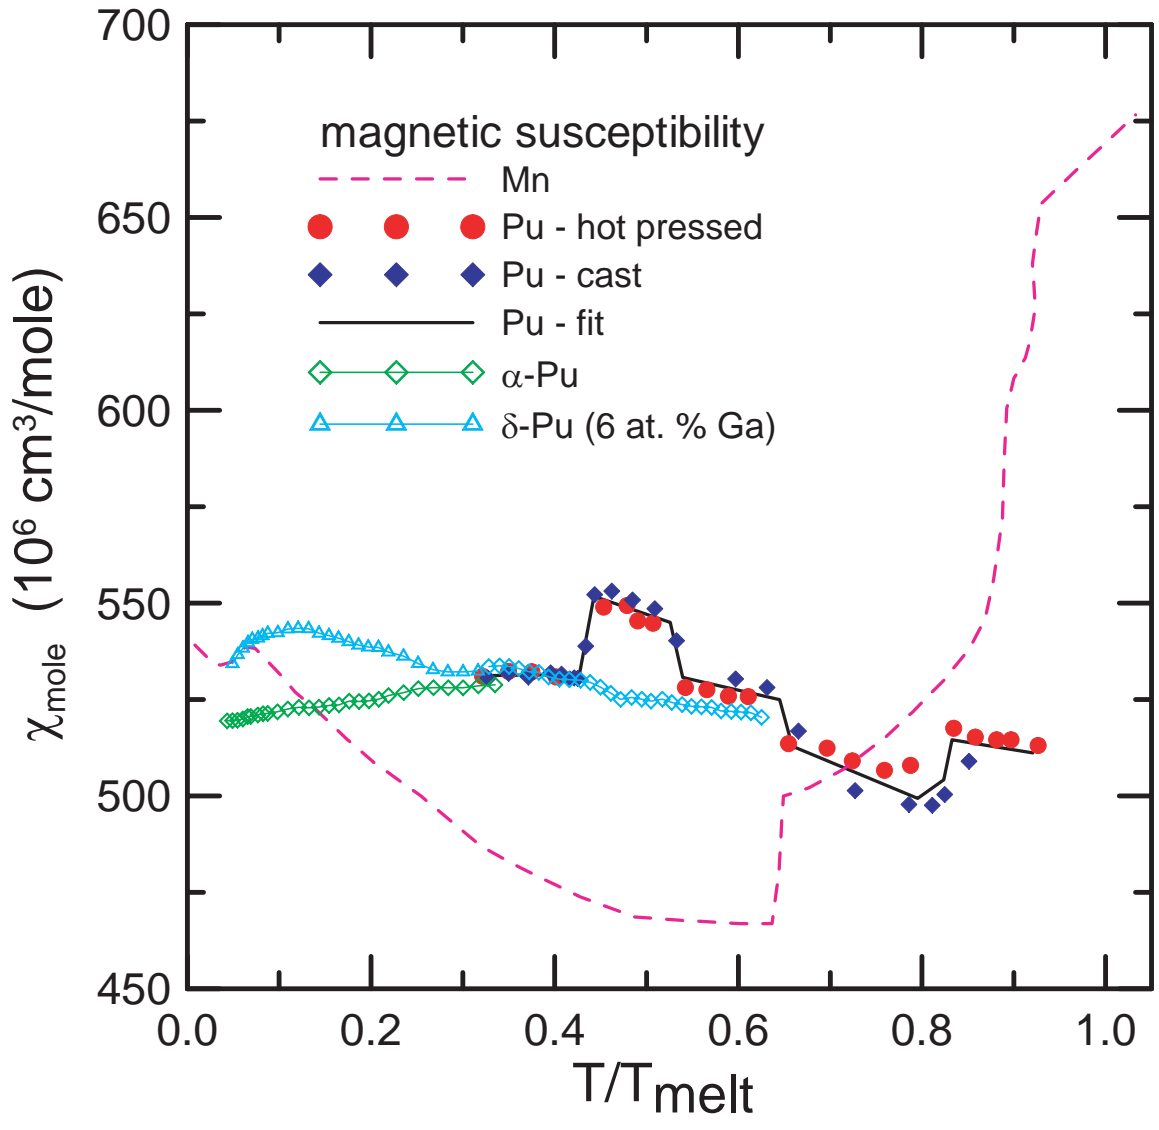 700
650
600
550
500
450
χmole (10⁶ cm³/mole)
magnetic susceptibility
Mn
Pu - hot pressed
Pu - cast
Pu - fit
α-Pu
δ-Pu (6 at. % Ga)
0.0 0.2 0.4 0.6 0.8 1.0
T/Tmelt